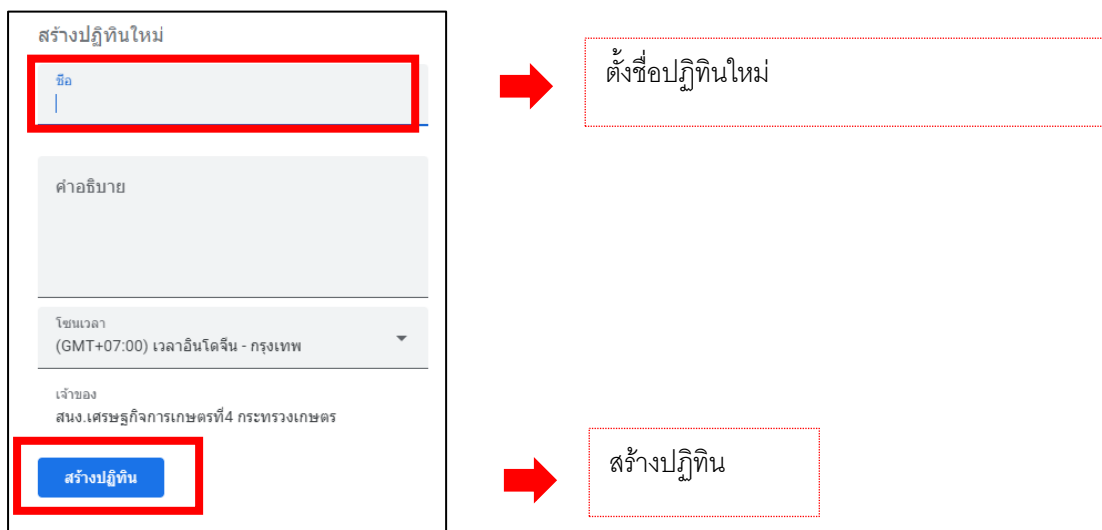 สร้างปฏิทินใหม่
ชื่อ
ตั้งชื่อปฏิทินใหม่
คำอธิบาย
โซนเวลา
(GMT+07:00) เวลาอินโดจีน - กรุงเทพ
เจ้าของ
สนง.เศรษฐกิจการเกษตรที่4 กระทรวงเกษตร
สร้างปฏิทิน
สร้างปฏิทิน